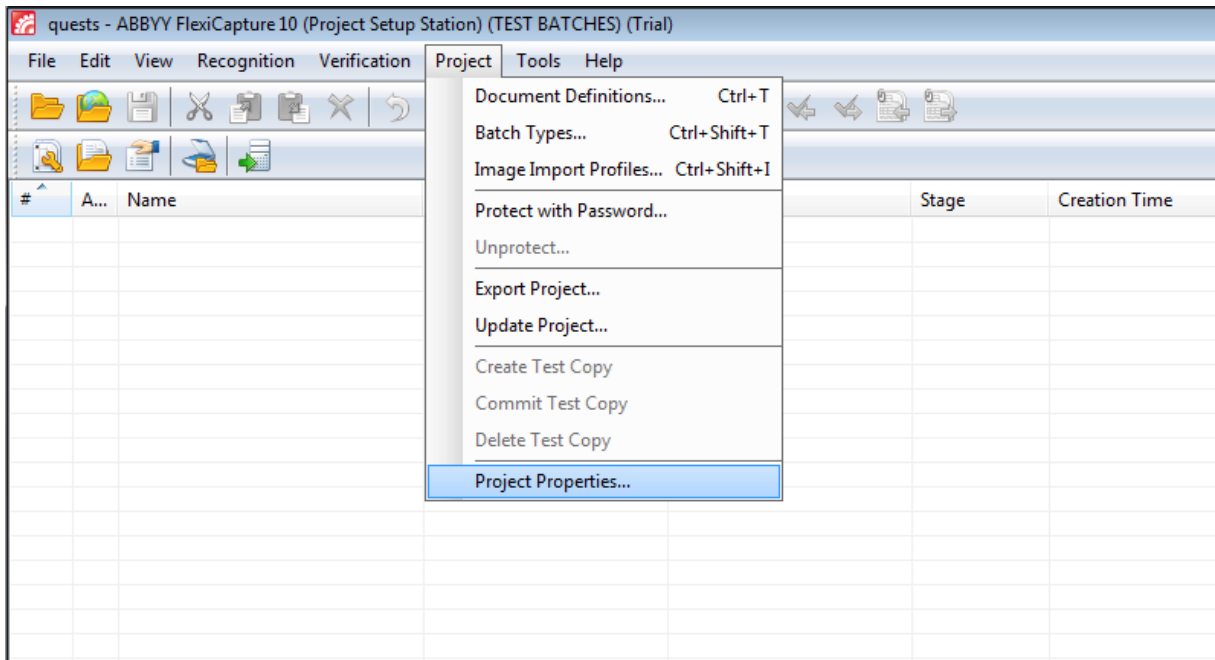 quests - ABBYY FlexiCapture 10 (Project Setup Station) (TEST BATCHES) (Trial)
File Edit View Recognition Verification Project Tools Help
Document Definitions... Ctrl+T
Batch Types... Ctrl+Shift+T
Image Import Profiles... Ctrl+Shift+I
# A... Name Stage Creation Time
Protect with Password...
Unprotect...
Export Project...
Update Project...
Create Test Copy
Commit Test Copy
Delete Test Copy
Project Properties...